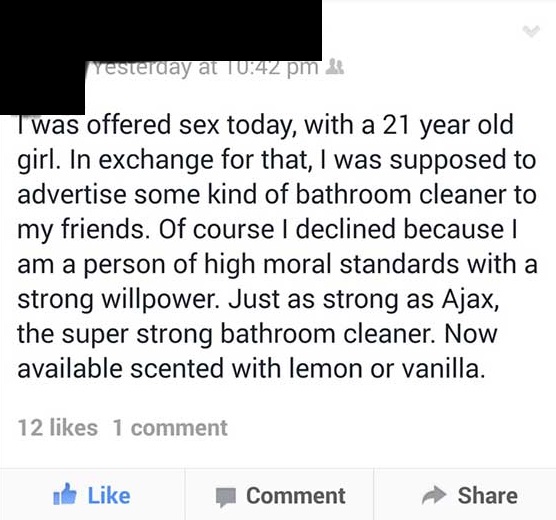 Yesterday at 10:42 pm
I was offered sex today, with a 21 year old
girl. In exchange for that, I was supposed to
advertise some kind of bathroom cleaner to
my friends. Of course I declined because I
am a person of high moral standards with a
strong willpower. Just as strong as Ajax,
the super strong bathroom cleaner. Now
available scented with lemon or vanilla.
12 likes 1 comment
Like Comment Share